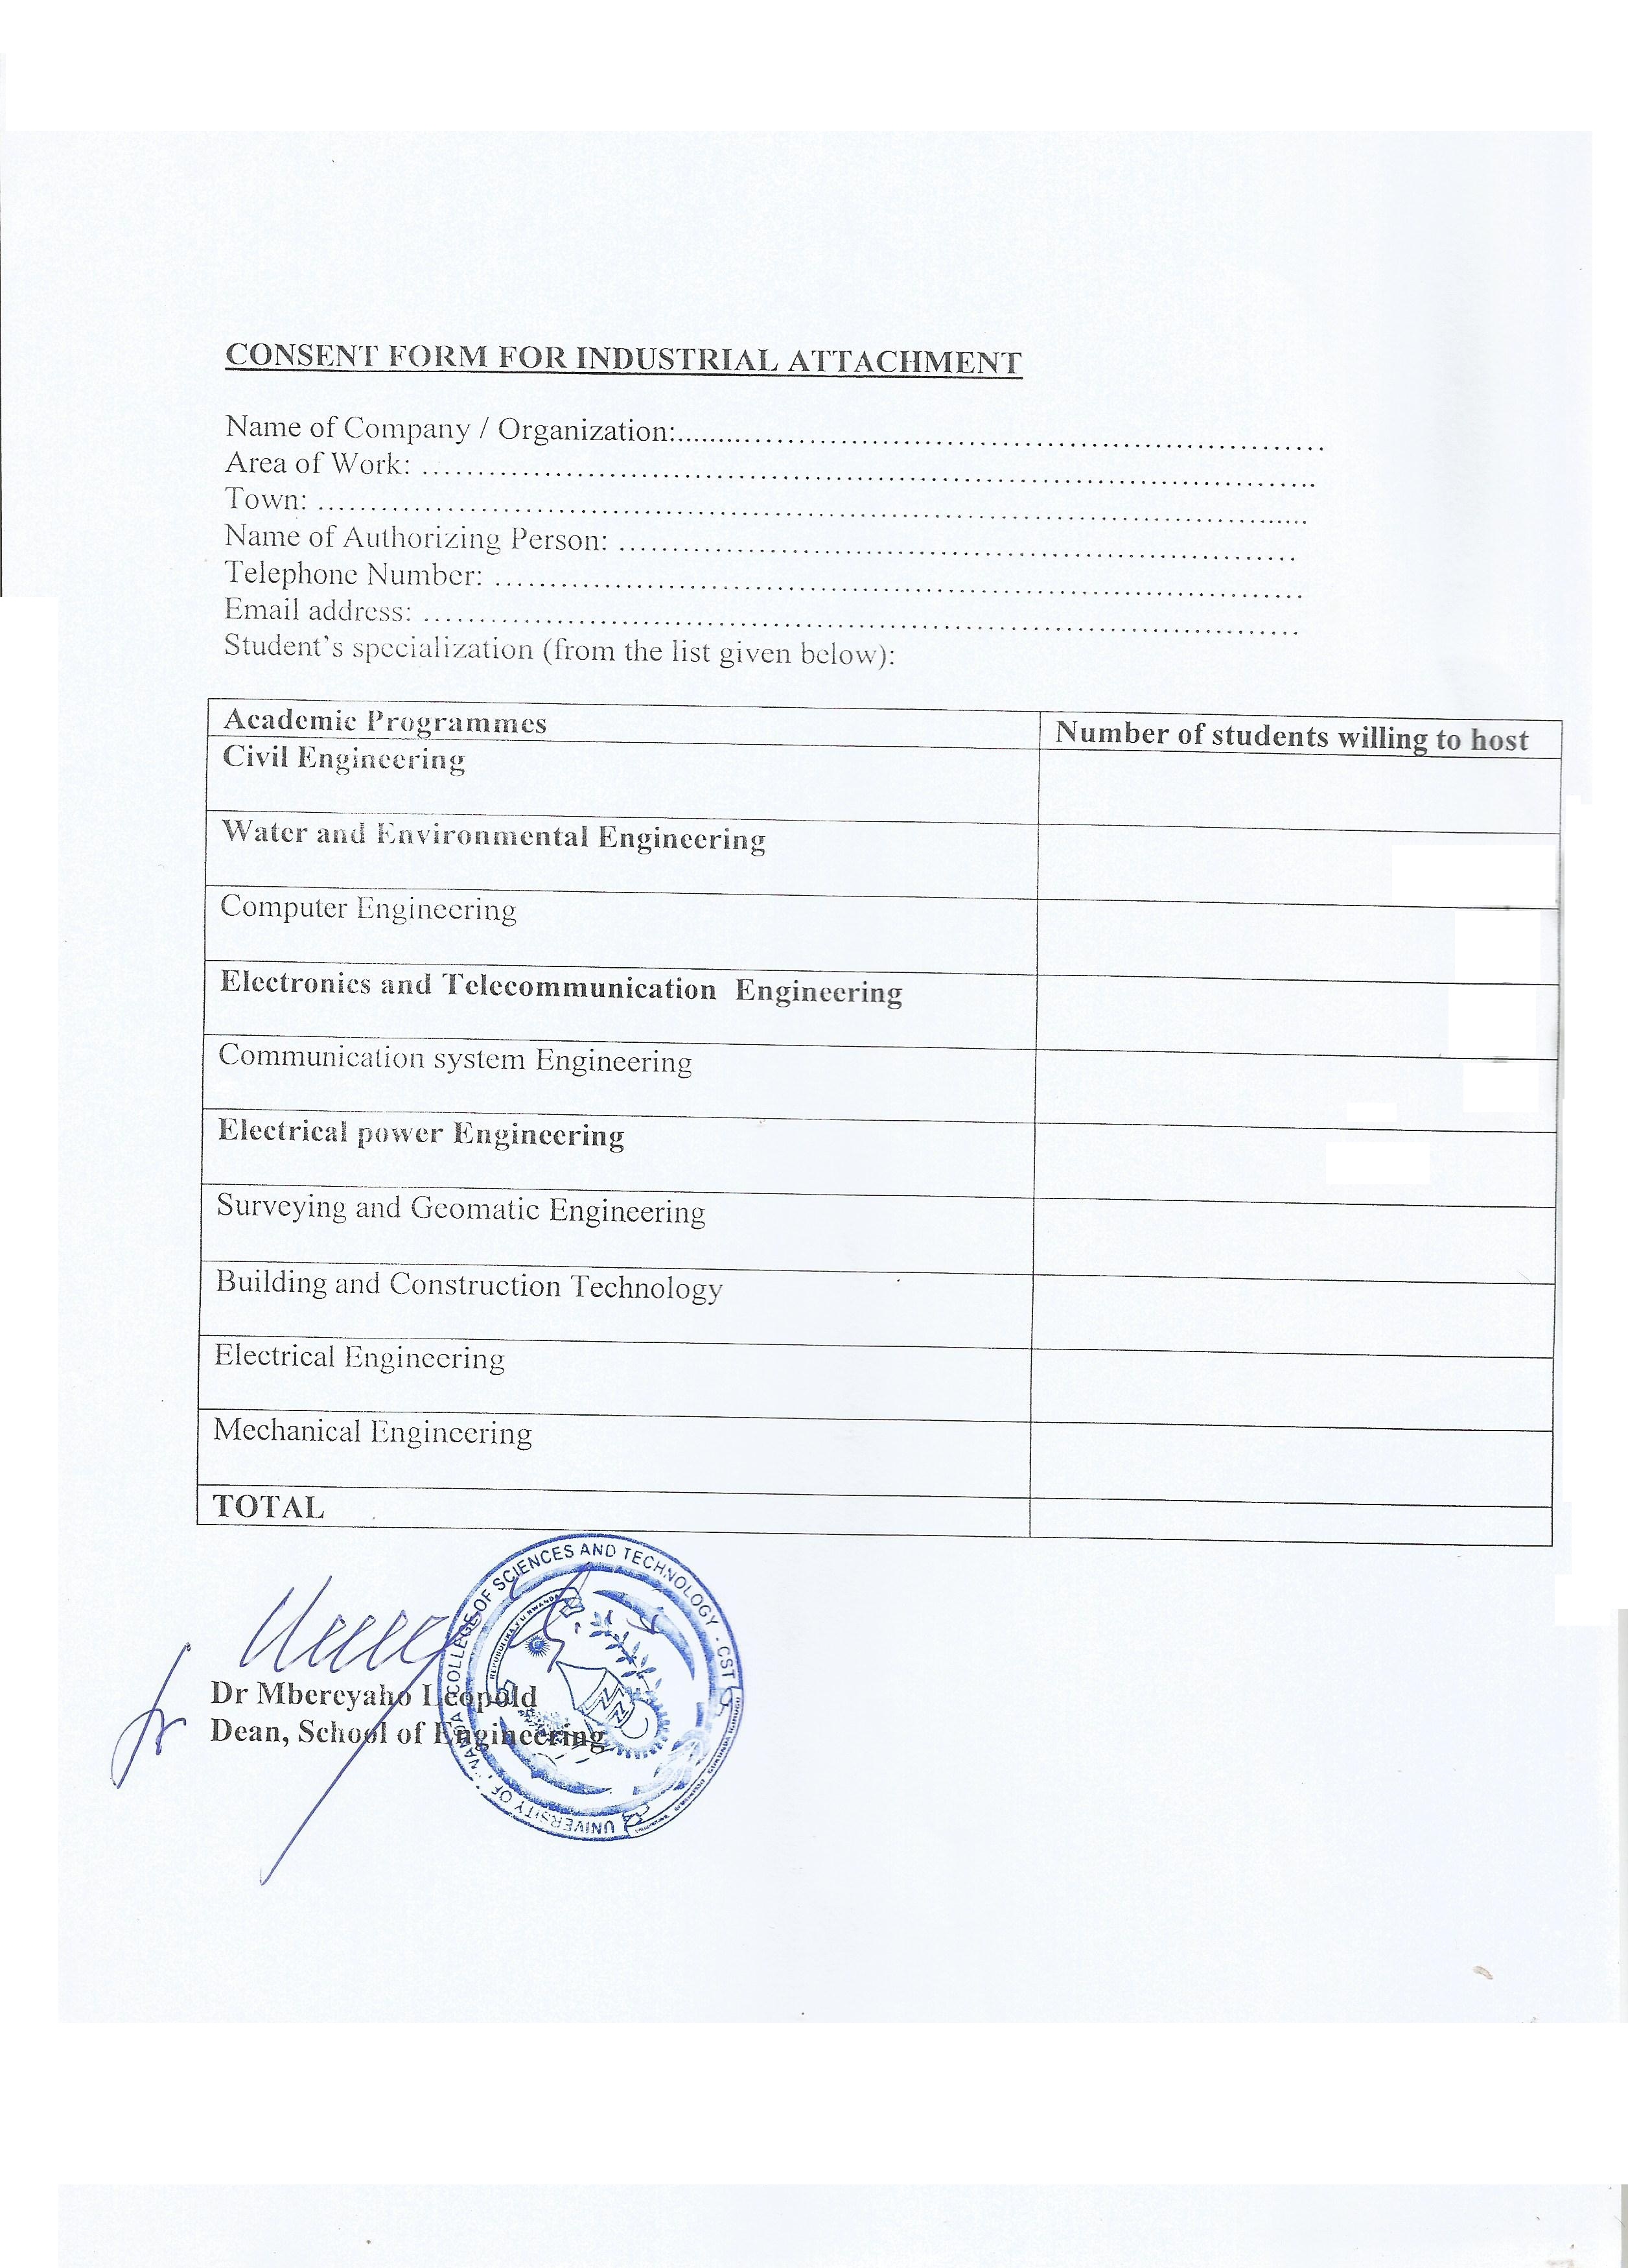 CONSENT FORM FOR INDUSTRIAL ATTACHMENT
Name of Company / Organization:..........................................................................
Area of Work: ..........................................................................................
Town: ..........................................................................................
Name of Authorizing Person: ..................................................................
Telephone Number: ..............................................................................
Email address: ......................................................................................
Student's specialization (from the list given below):
Academic Programmes
Number of students willing to host
Civil Engineering
Water and Environmental Engineering
Computer Engineering
Electronics and Telecommunication Engineering
Communication system Engineering
Electrical power Engineering
Surveying and Geomatic Engineering
Building and Construction Technology
Electrical Engineering
Mechanical Engineering
TOTAL
for
Dr Mbereyaho Leopold
Dean, School of Engineering
COLLEGE OF SCIENCES AND TECHNOLOGY . CST
UNIVERSITY OF